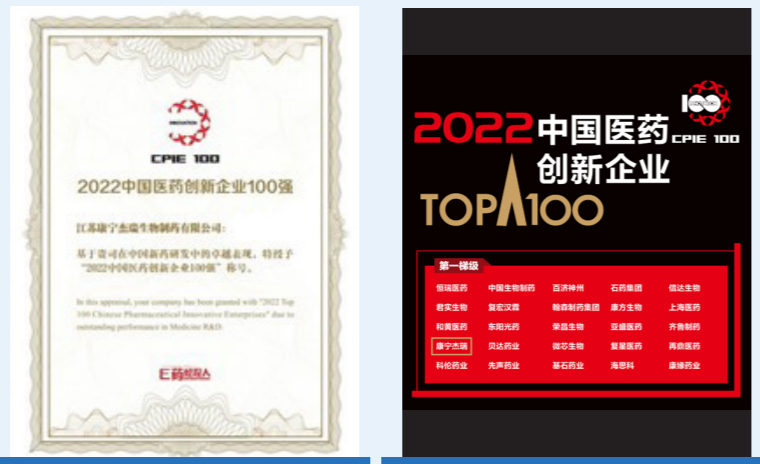 INNOVATION
CPIE 100
2022中国医药创新企业100强
江苏康宁杰瑞生物制药有限公司:
基于贵司在中国新药研发中的卓越表现，特授予
“2022中国医药创新企业100强”称号。
In this appraisal, your company has been granted with "2022 Top
100 Chinese Pharmaceutical Innovative Enterprises" due to
outstanding performance in Medicine R&D.
E药经理人
100
INNOVATION
CPIE 100
2022中国医药
创新企业
TOP100
第一梯级
恒瑞医药 中国生物制药 百济神州 石药集团 信达生物
君实生物 复宏汉霖 翰森制药集团 康方生物 上海医药
和黄医药 东阳光药 荣昌生物 亚盛医药 齐鲁制药
康宁杰瑞 贝达药业 微芯生物 复星医药 再鼎医药
科伦药业 先声药业 基石药业 海思科 康缘药业